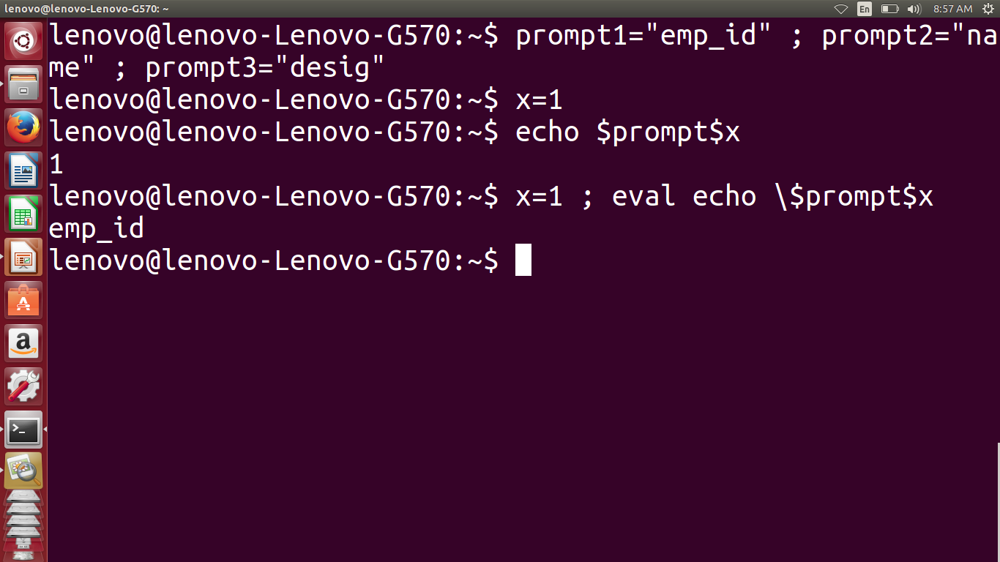 lenovo@lenovo-Lenovo-G570: ~
En
8:57 AM
lenovo@lenovo-Lenovo-G570:~$ prompt1="emp_id" ; prompt2="na
me" ; prompt3="desig"
lenovo@lenovo-Lenovo-G570:~$ x=1
lenovo@lenovo-Lenovo-G570:~$ echo $prompt$x
1
lenovo@lenovo-Lenovo-G570:~$ x=1 ; eval echo \$prompt$x
emp_id
lenovo@lenovo-Lenovo-G570:~$